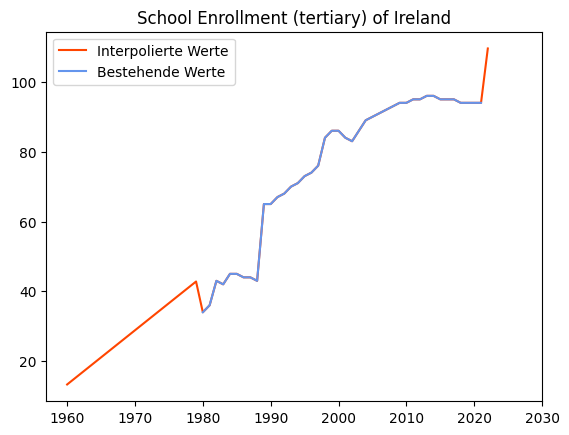 School Enrollment (tertiary) of Ireland
Interpolierte Werte
Bestehende Werte
100
80
60
40
20
1960 1970 1980 1990 2000 2010 2020 2030